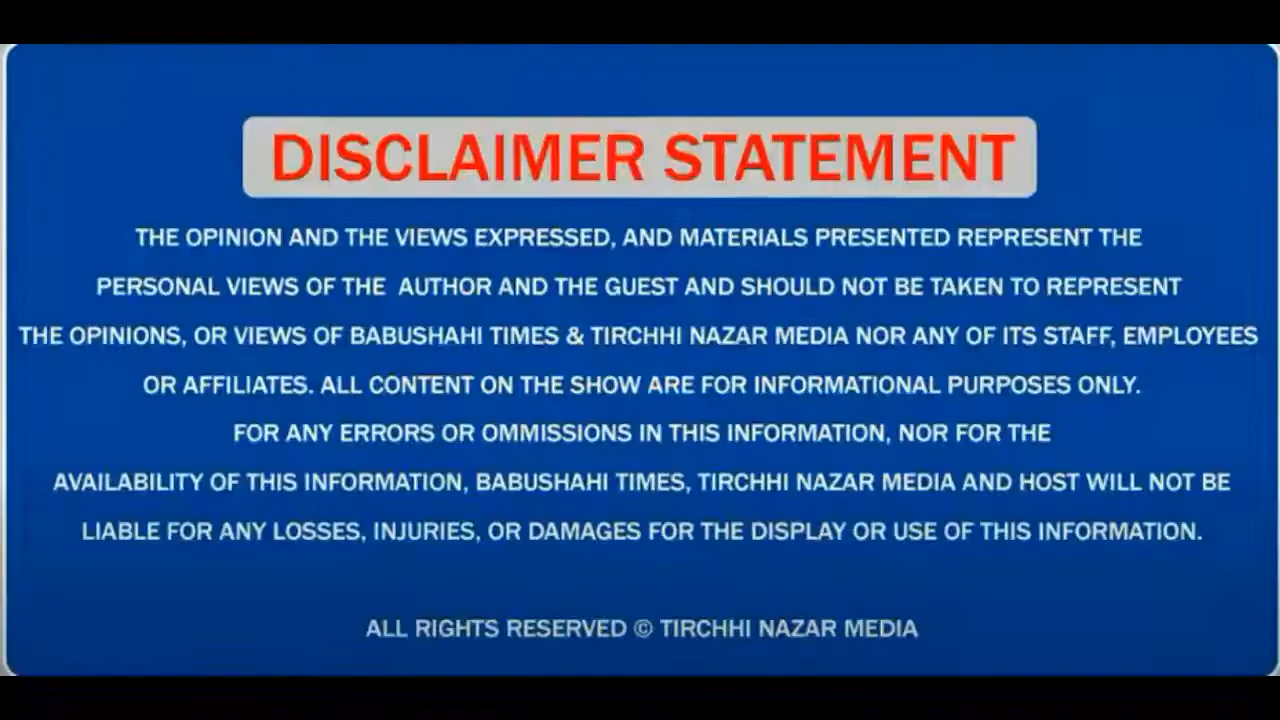 DISCLAIMER STATEMENT
THE OPINION AND THE VIEWS EXPRESSED, AND MATERIALS PRESENTED REPRESENT THE
PERSONAL VIEWS OF THE AUTHOR AND THE GUEST AND SHOULD NOT BE TAKEN TO REPRESENT
THE OPINIONS, OR VIEWS OF BABUSHAHI TIMES & TIRCHHI NAZAR MEDIA NOR ANY OF ITS STAFF, EMPLOYEES
OR AFFILIATES. ALL CONTENT ON THE SHOW ARE FOR INFORMATIONAL PURPOSES ONLY.
FOR ANY ERRORS OR OMMISSIONS IN THIS INFORMATION, NOR FOR THE
AVAILABILITY OF THIS INFORMATION, BABUSHAHI TIMES, TIRCHHI NAZAR MEDIA AND HOST WILL NOT BE
LIABLE FOR ANY LOSSES, INJURIES, OR DAMAGES FOR THE DISPLAY OR USE OF THIS INFORMATION.
ALL RIGHTS RESERVED © TIRCHHI NAZAR MEDIA